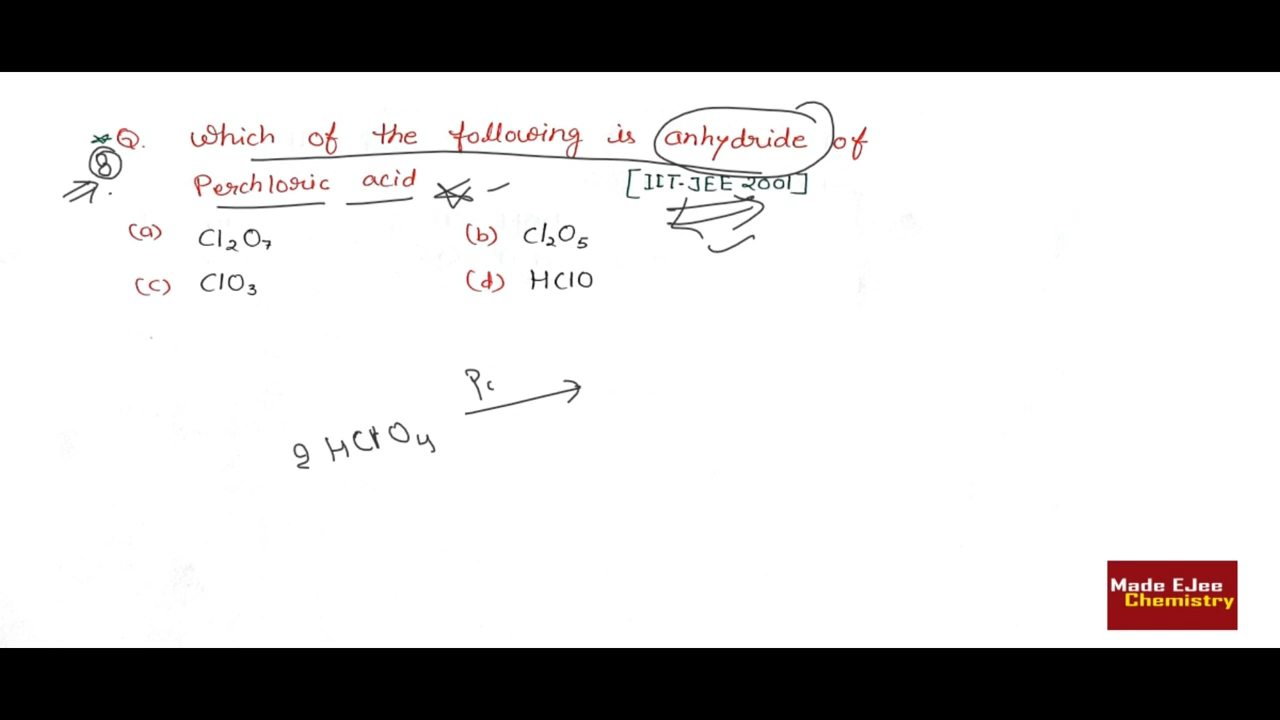 Q. Which of the following is anhydride of
8
Perchloric acid [IIT-JEE 2001]
(a) Cl2O7 (b) Cl2O5
(c) ClO3 (d) HClO
2 HClO4
Made EJee
Chemistry